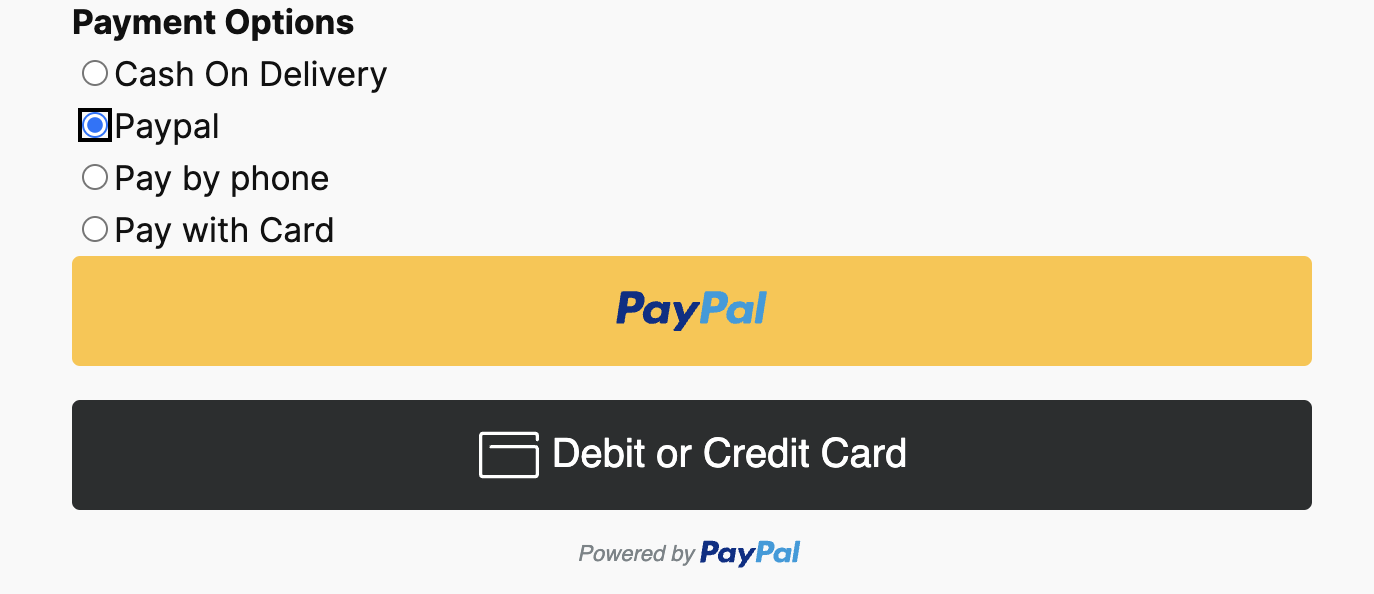 Payment Options
Cash On Delivery
Paypal
Pay by phone
Pay with Card
PayPal
Debit or Credit Card
Powered by PayPal